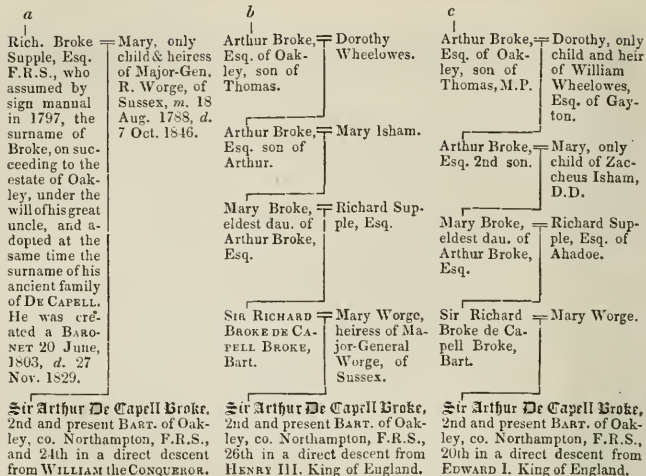 a
Rich. Broke
Supple, Esq.
F.R.S., who
assumed by
sign manual
in 1797, the
surname of
Broke, on suc-
ceeding to the
estate of Oak-
ley, under the
will of his great
uncle, and a-
dopted at the
same time the
surname of his
ancient family
of DE CAPELL.
He was cre-
ated a BARO-
NET 20 June,
1803, d. 27
Nov. 1829.
Mary, only
child & heiress
of Major-Gen.
R. Worge, of
Sussex, m. 18
Aug. 1788, d.
7 Oct. 1846.
Sir Arthur De Capell Broke,
2nd and present BART. of Oak-
ley, co. Northampton, F.R.S.,
and 24th in a direct descent
from WILLIAM the CONQUEROR.
b
Arthur Broke,
Esq. of Oak-
ley, son of
Thomas.
Dorothy
Wheelowes.
Arthur Broke,
Esq. son of
Arthur.
Mary Isham.
Mary Broke,
eldest dau. of
Arthur Broke,
Esq.
Richard Sup-
ple, Esq.
SIR RICHARD
BROKE DE CA-
PELL BROKE,
Bart.
Mary Worge,
heiress of Ma-
jor-General
Worge, of
Sussex.
Sir Arthur De Capell Broke,
2nd and present BART. of Oak-
ley, co. Northampton, F.R.S.,
26th in a direct descent from
HENRY III. King of England.
c
Arthur Broke,
Esq. of Oak-
ley, son of
Thomas, M.P.
Dorothy, only
child and heir
of William
Wheelowes,
Esq. of Gay-
ton.
Arthur Broke,
Esq. 2nd son.
Mary, only
child of Zac-
cheus Isham,
D.D.
Mary Broke,
eldest dau. of
Arthur Broke,
Esq.
Richard Sup-
ple, Esq. of
Ahadoe.
Sir Richard
Broke de Ca-
pell Broke,
Bart.
Mary Worge.
Sir Arthur De Capell Broke,
2nd and present BART. of Oak-
ley, co. Northampton, F.R.S.,
20th in a direct descent from
EDWARD I. King of England.